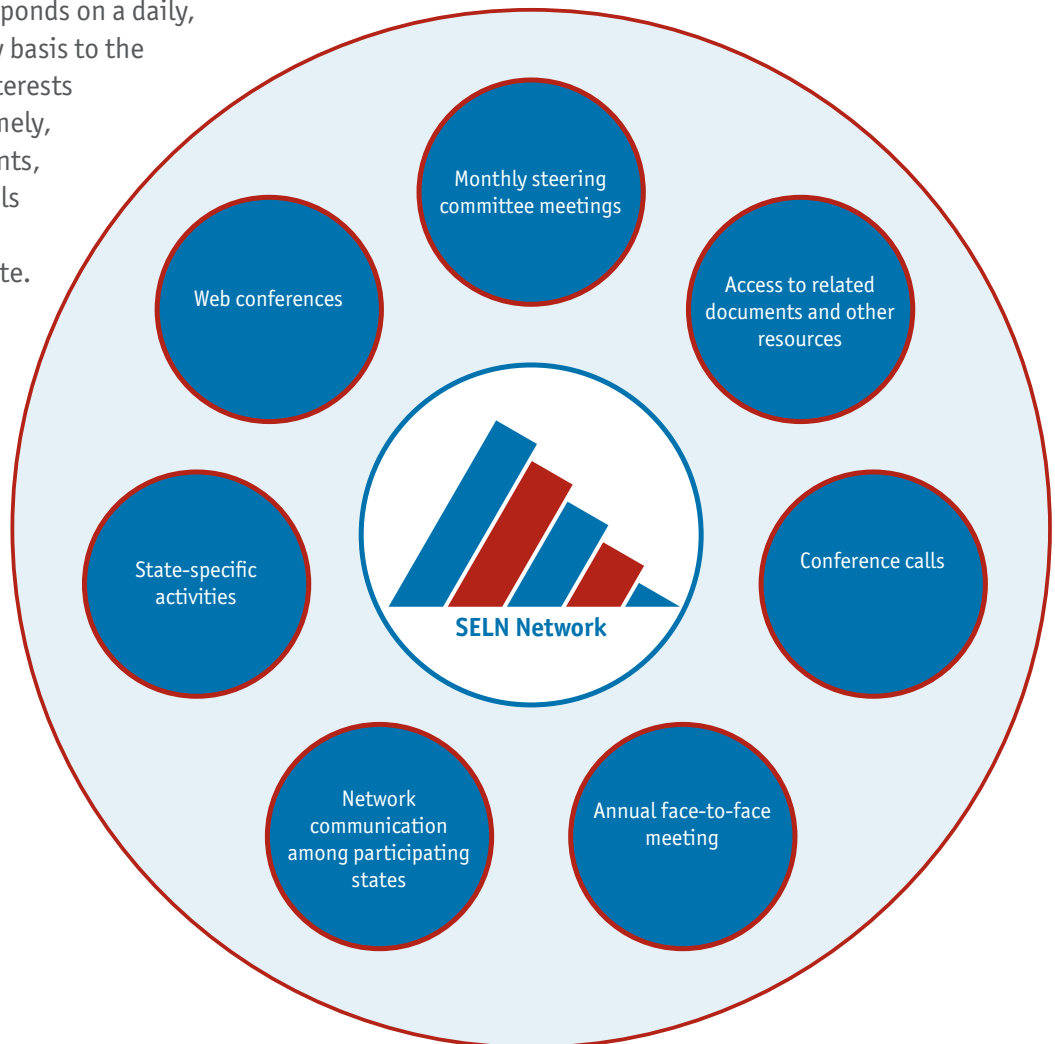 ponds on a daily,
basis to the
terests
mely,
nts,
ls
te.
Monthly steering
committee meetings
Access to related
documents and other
resources
Conference calls
Annual face-to-face
meeting
Network
communication
among participating
states
State-specific
activities
Web conferences
SELN Network